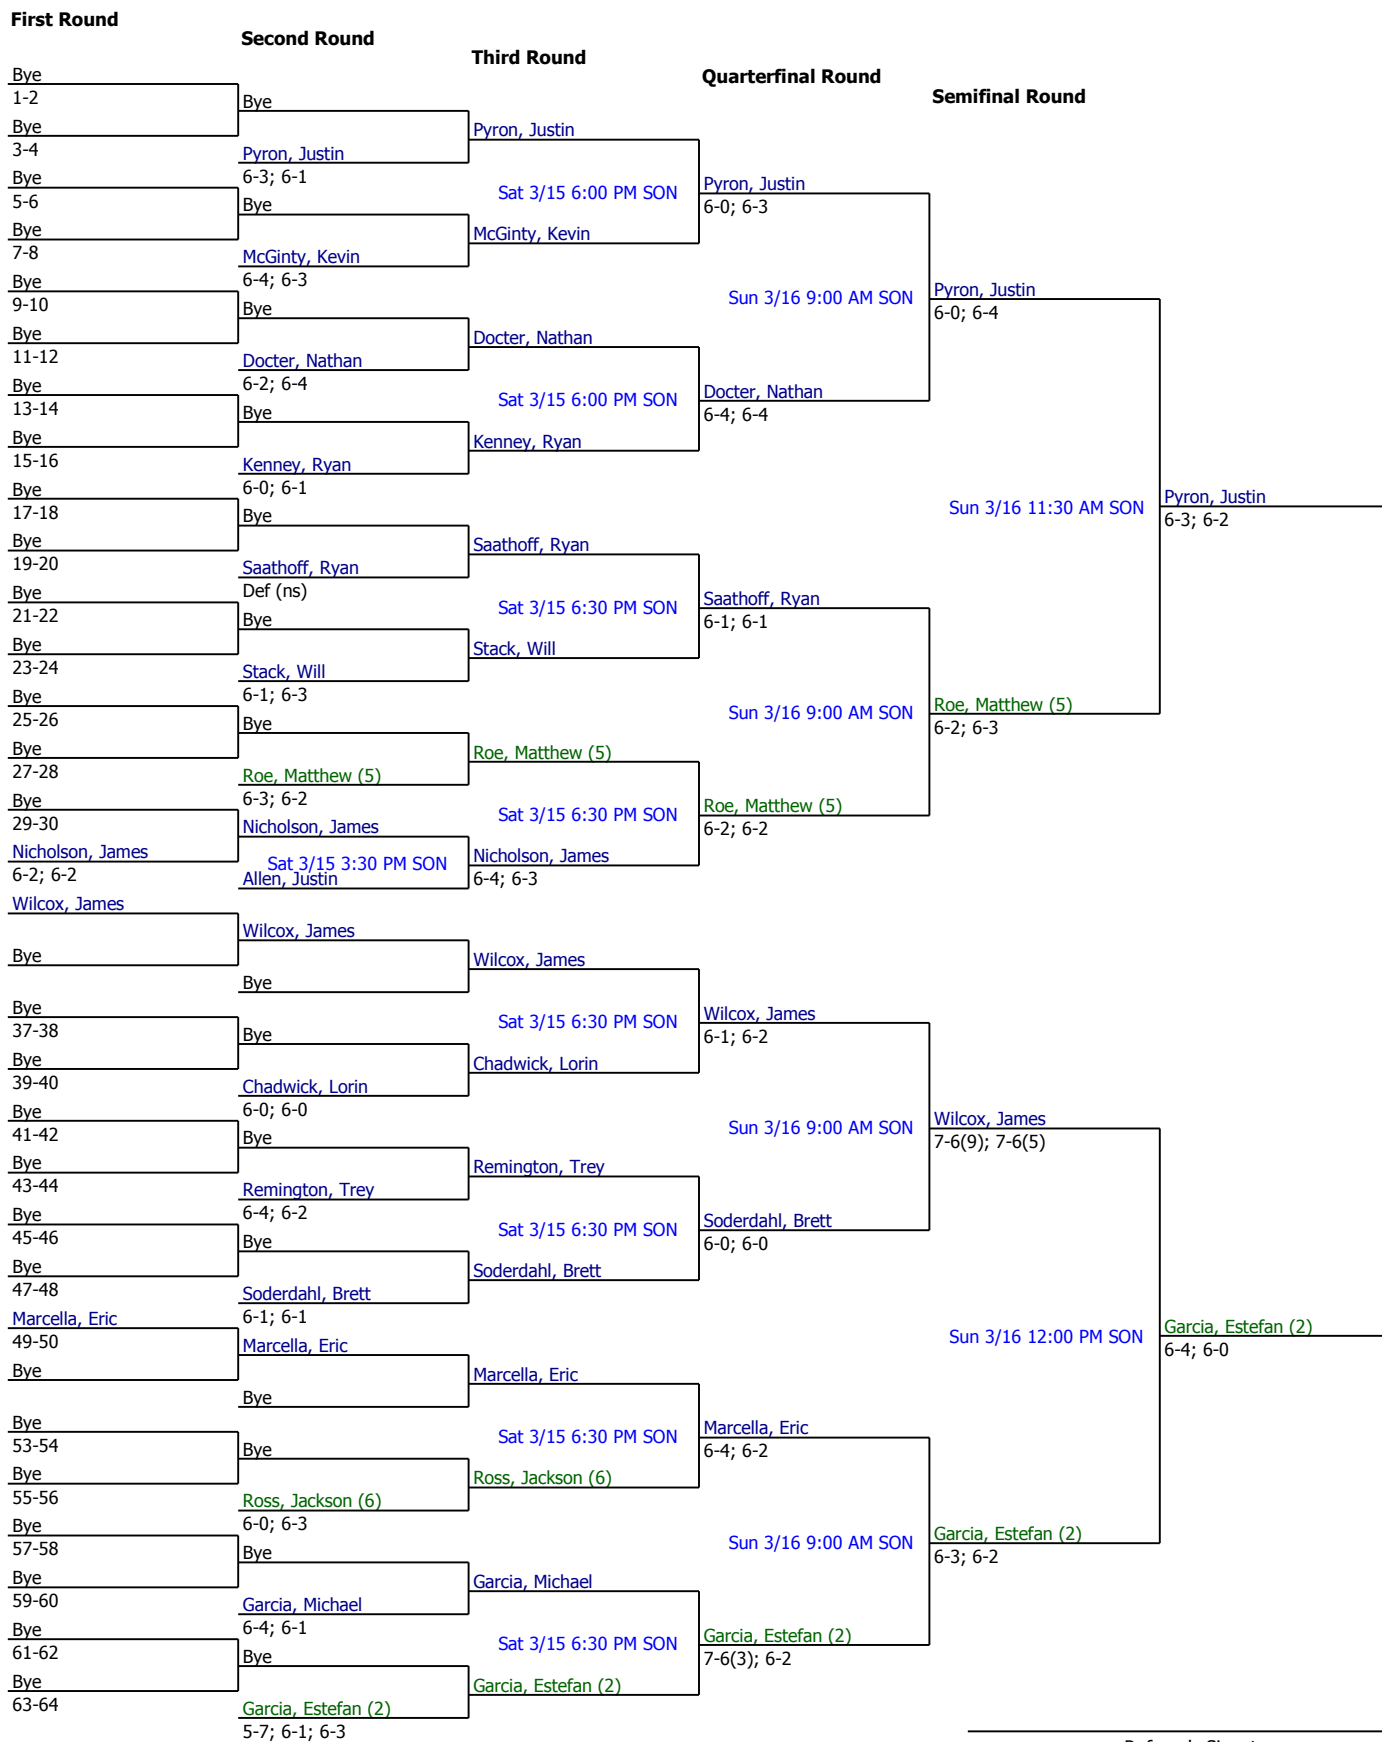 First Round
Second Round
Third Round
Quarterfinal Round
Semifinal Round
Bye
1-2
Bye
3-4
Bye
5-6
Bye
7-8
Bye
9-10
Bye
11-12
Bye
13-14
Bye
15-16
Bye
17-18
Bye
19-20
Bye
21-22
Bye
23-24
Bye
25-26
Bye
27-28
Bye
29-30
Nicholson, James
6-2; 6-2
Wilcox, James
Bye
Bye
37-38
Bye
39-40
Bye
41-42
Bye
43-44
Bye
45-46
Bye
47-48
Marcella, Eric
49-50
Bye
Bye
53-54
Bye
55-56
Bye
57-58
Bye
59-60
Bye
61-62
Bye
63-64
Bye
Pyron, Justin
6-3; 6-1
Bye
McGinty, Kevin
6-4; 6-3
Bye
Docter, Nathan
6-2; 6-4
Bye
Kenney, Ryan
6-0; 6-1
Bye
Saathoff, Ryan
Def (ns)
Bye
Stack, Will
6-1; 6-3
Bye
Roe, Matthew (5)
6-3; 6-2
Nicholson, James
Sat 3/15 3:30 PM SON
Allen, Justin
Wilcox, James
Bye
Bye
Chadwick, Lorin
6-0; 6-0
Bye
Remington, Trey
6-4; 6-2
Bye
Soderdahl, Brett
6-1; 6-1
Marcella, Eric
Bye
Bye
Ross, Jackson (6)
6-0; 6-3
Bye
Garcia, Michael
6-4; 6-1
Bye
Garcia, Estefan (2)
5-7; 6-1; 6-3
Pyron, Justin
Sat 3/15 6:00 PM SON
McGinty, Kevin
Docter, Nathan
Sat 3/15 6:00 PM SON
Kenney, Ryan
Saathoff, Ryan
Sat 3/15 6:30 PM SON
Stack, Will
Roe, Matthew (5)
Sat 3/15 6:30 PM SON
Nicholson, James
6-4; 6-3
Wilcox, James
Sat 3/15 6:30 PM SON
Chadwick, Lorin
Remington, Trey
Sat 3/15 6:30 PM SON
Soderdahl, Brett
Marcella, Eric
Sat 3/15 6:30 PM SON
Ross, Jackson (6)
Garcia, Michael
Sat 3/15 6:30 PM SON
Garcia, Estefan (2)
Pyron, Justin
6-0; 6-3
Sun 3/16 9:00 AM SON
Docter, Nathan
6-4; 6-4
Saathoff, Ryan
6-1; 6-1
Sun 3/16 9:00 AM SON
Roe, Matthew (5)
6-2; 6-2
Wilcox, James
6-1; 6-2
Sun 3/16 9:00 AM SON
Soderdahl, Brett
6-0; 6-0
Marcella, Eric
6-4; 6-2
Sun 3/16 9:00 AM SON
Garcia, Estefan (2)
7-6(3); 6-2
Pyron, Justin
6-0; 6-4
Sun 3/16 11:30 AM SON
Roe, Matthew (5)
6-2; 6-3
Wilcox, James
7-6(9); 7-6(5)
Sun 3/16 12:00 PM SON
Garcia, Estefan (2)
6-3; 6-2
Pyron, Justin
6-3; 6-2
Garcia, Estefan (2)
6-4; 6-0